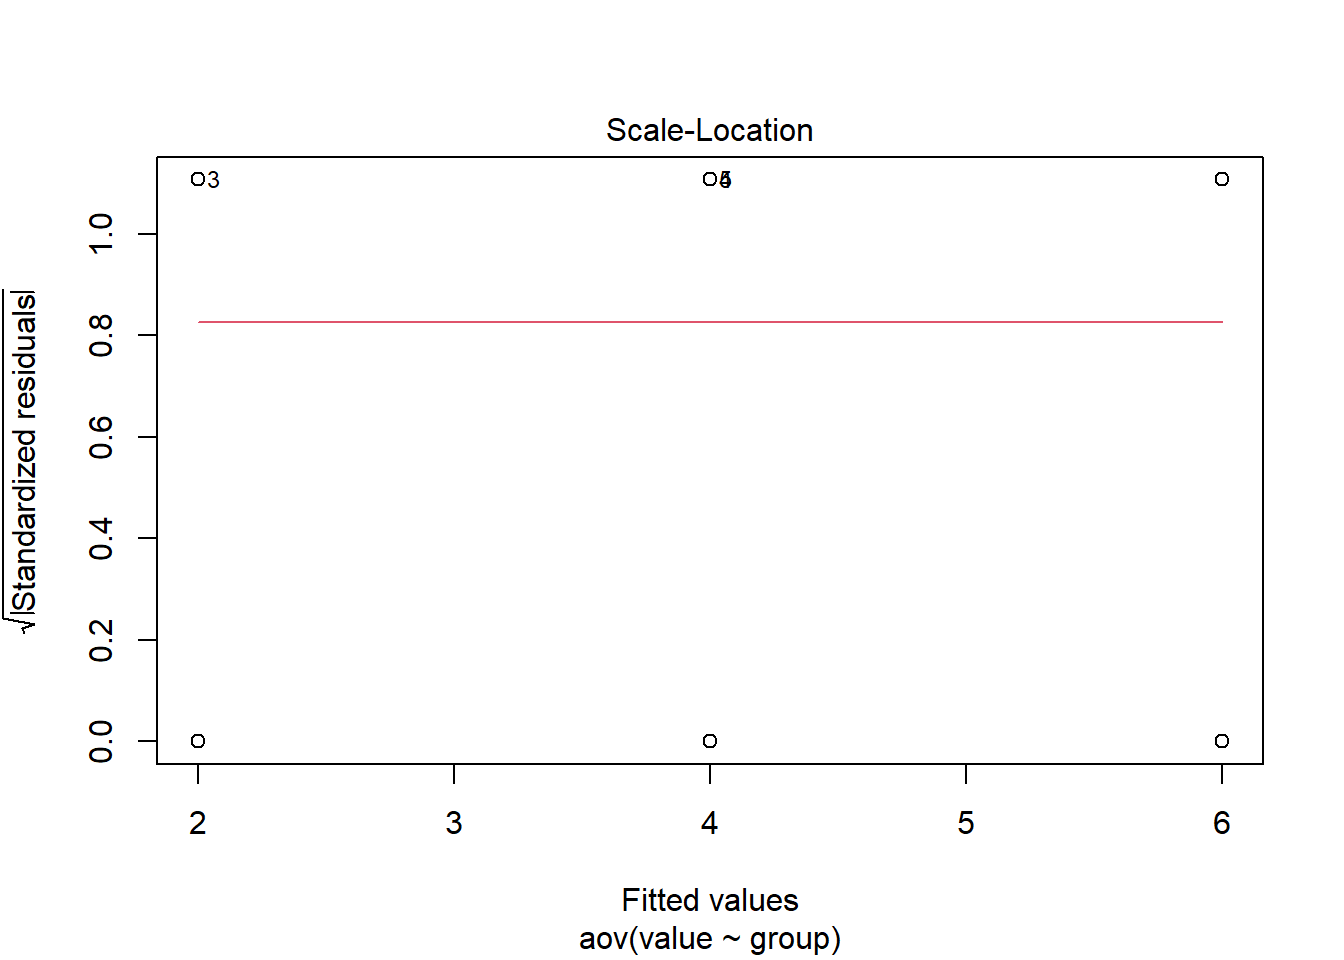 Scale-Location
3
1.0
0.8
0.6
0.4
0.2
0.0
√|Standardized residuals|
2 3 4 5 6
Fitted values
aov(value ~ group)